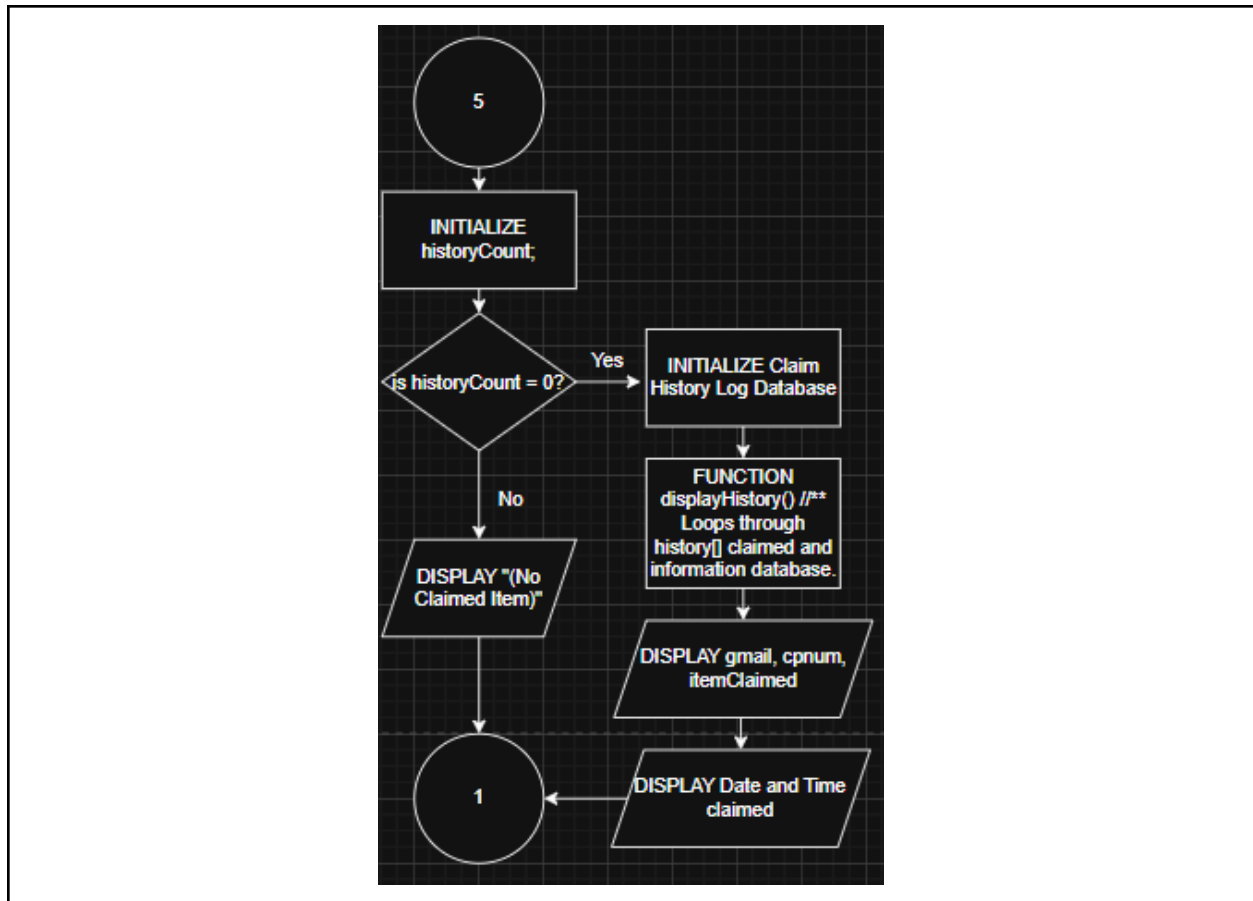 5
INITIALIZE
historyCount;
is historyCount = 0?
Yes
INITIALIZE Claim
History Log Database
FUNCTION
displayHistory() //**
Loops through
history[] claimed and
information database.
No
DISPLAY "(No
Claimed Item)"
DISPLAY gmail, cpnum,
itemClaimed
DISPLAY Date and Time
claimed
1